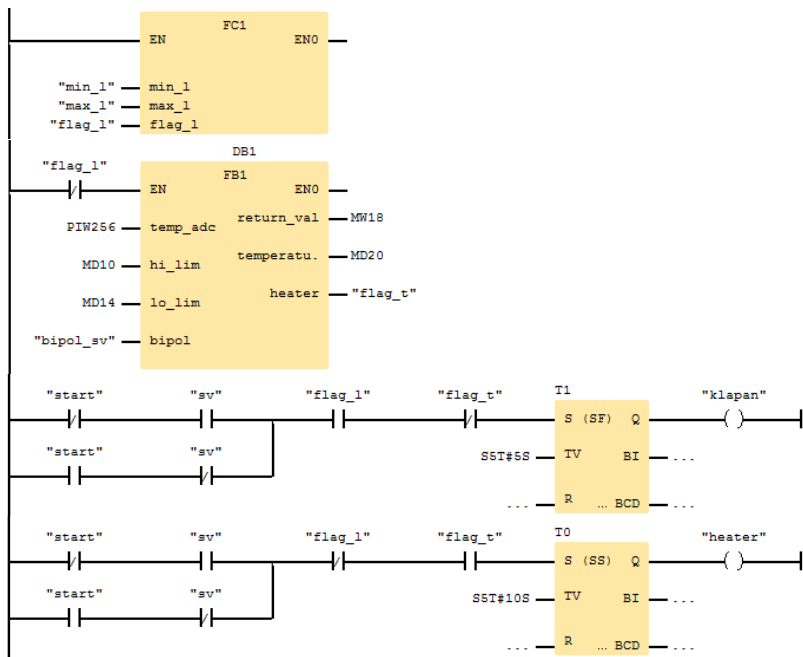 FC1
EN ENO
"min_l" min_l
"max_l" max_l
"flag_l" flag_l
DB1
"flag_l" FB1
EN ENO
PIW256 temp_adc return_val MW18
MD10 hi_lim temperatu. MD20
MD14 lo_lim heater "flag_t"
"bipol_sv" bipol
"start" "sv" "flag_l" "flag_t" T1 "klapan"
S (SF) Q
"start" "sv"
S5T#5S TV BI ...
... R ... BCD ...
"start" "sv" "flag_l" "flag_t" T0 "heater"
S (SS) Q
"start" "sv"
S5T#10S TV BI ...
... R ... BCD ...